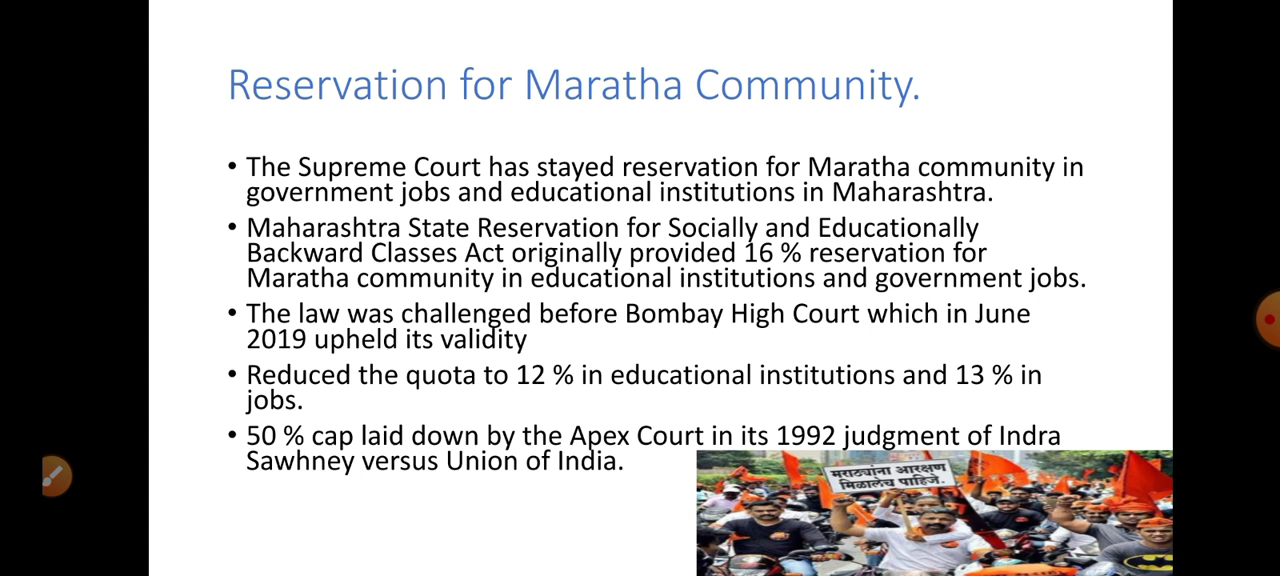 Reservation for Maratha Community.
• The Supreme Court has stayed reservation for Maratha community in
government jobs and educational institutions in Maharashtra.
• Maharashtra State Reservation for Socially and Educationally
Backward Classes Act originally provided 16 % reservation for
Maratha community in educational institutions and government jobs.
• The law was challenged before Bombay High Court which in June
2019 upheld its validity
• Reduced the quota to 12 % in educational institutions and 13 % in
jobs.
• 50 % cap laid down by the Apex Court in its 1992 judgment of Indra
Sawhney versus Union of India.
मराठ्यांना आरक्षण
मिळालेच पाहिजे.